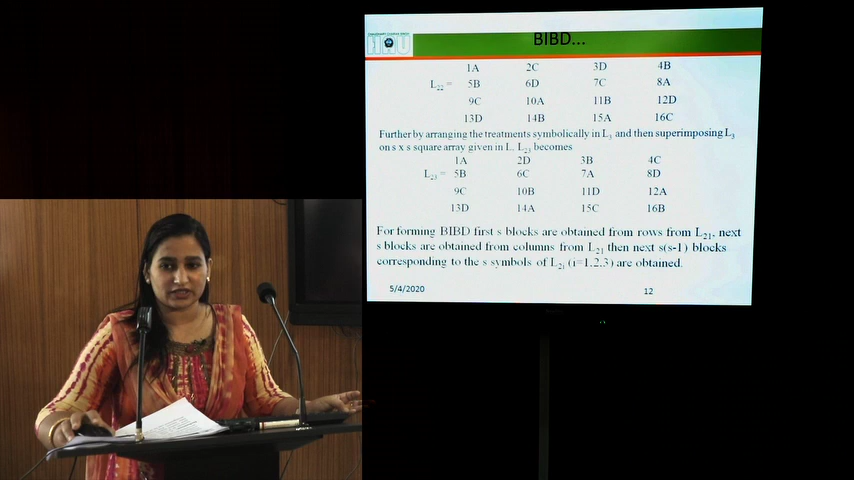 HAU
BIBD...
1A 2C 3D 4B
L22 = 5B 6D 7C 8A
9C 10A 11B 12D
13D 14B 15A 16C
Further by arranging the treatments symbolically in L3 and then superimposing L3
on s x s square array given in L. L23 becomes
1A 2D 3B 4C
L23 = 5B 6C 7A 8D
9C 10B 11D 12A
13D 14A 15C 16B
For forming BIBD first s blocks are obtained from rows from L21, next
s blocks are obtained from columns from L21 then next s(s-1) blocks
corresponding to the s symbols of L2i (i=1,2,3) are obtained.
5/4/2020 12